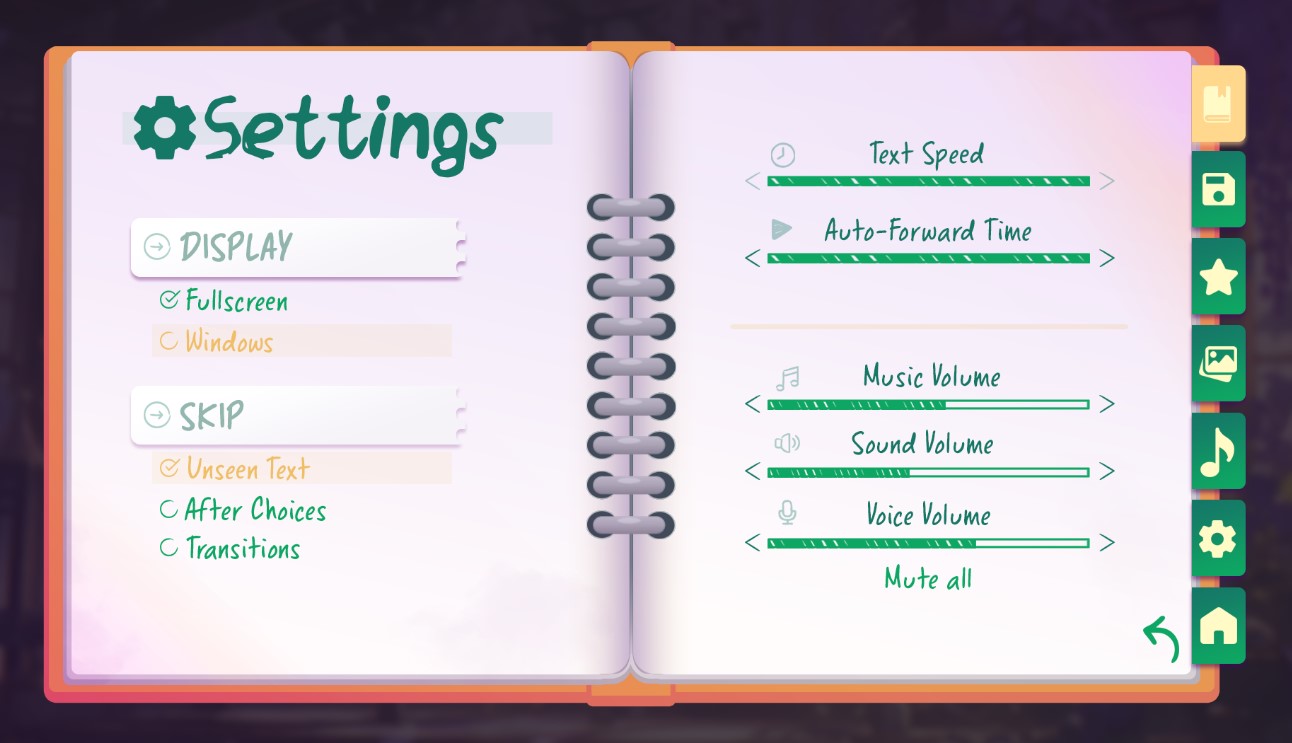 Settings
DISPLAY
Fullscreen
Windows
SKIP
Unseen Text
After Choices
Transitions
Text Speed
Auto-Forward Time
Music Volume
Sound Volume
Voice Volume
Mute all